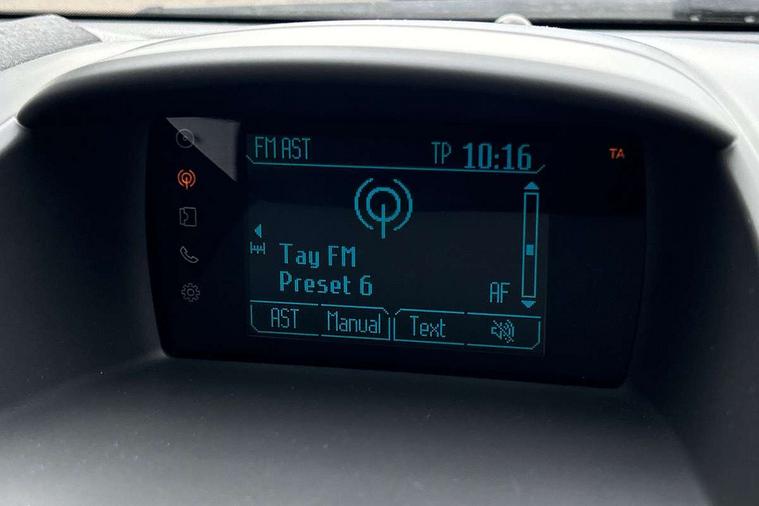 FM AST TP 10:16 TA
Tay FM
Preset 6
AF
AST Manual Text